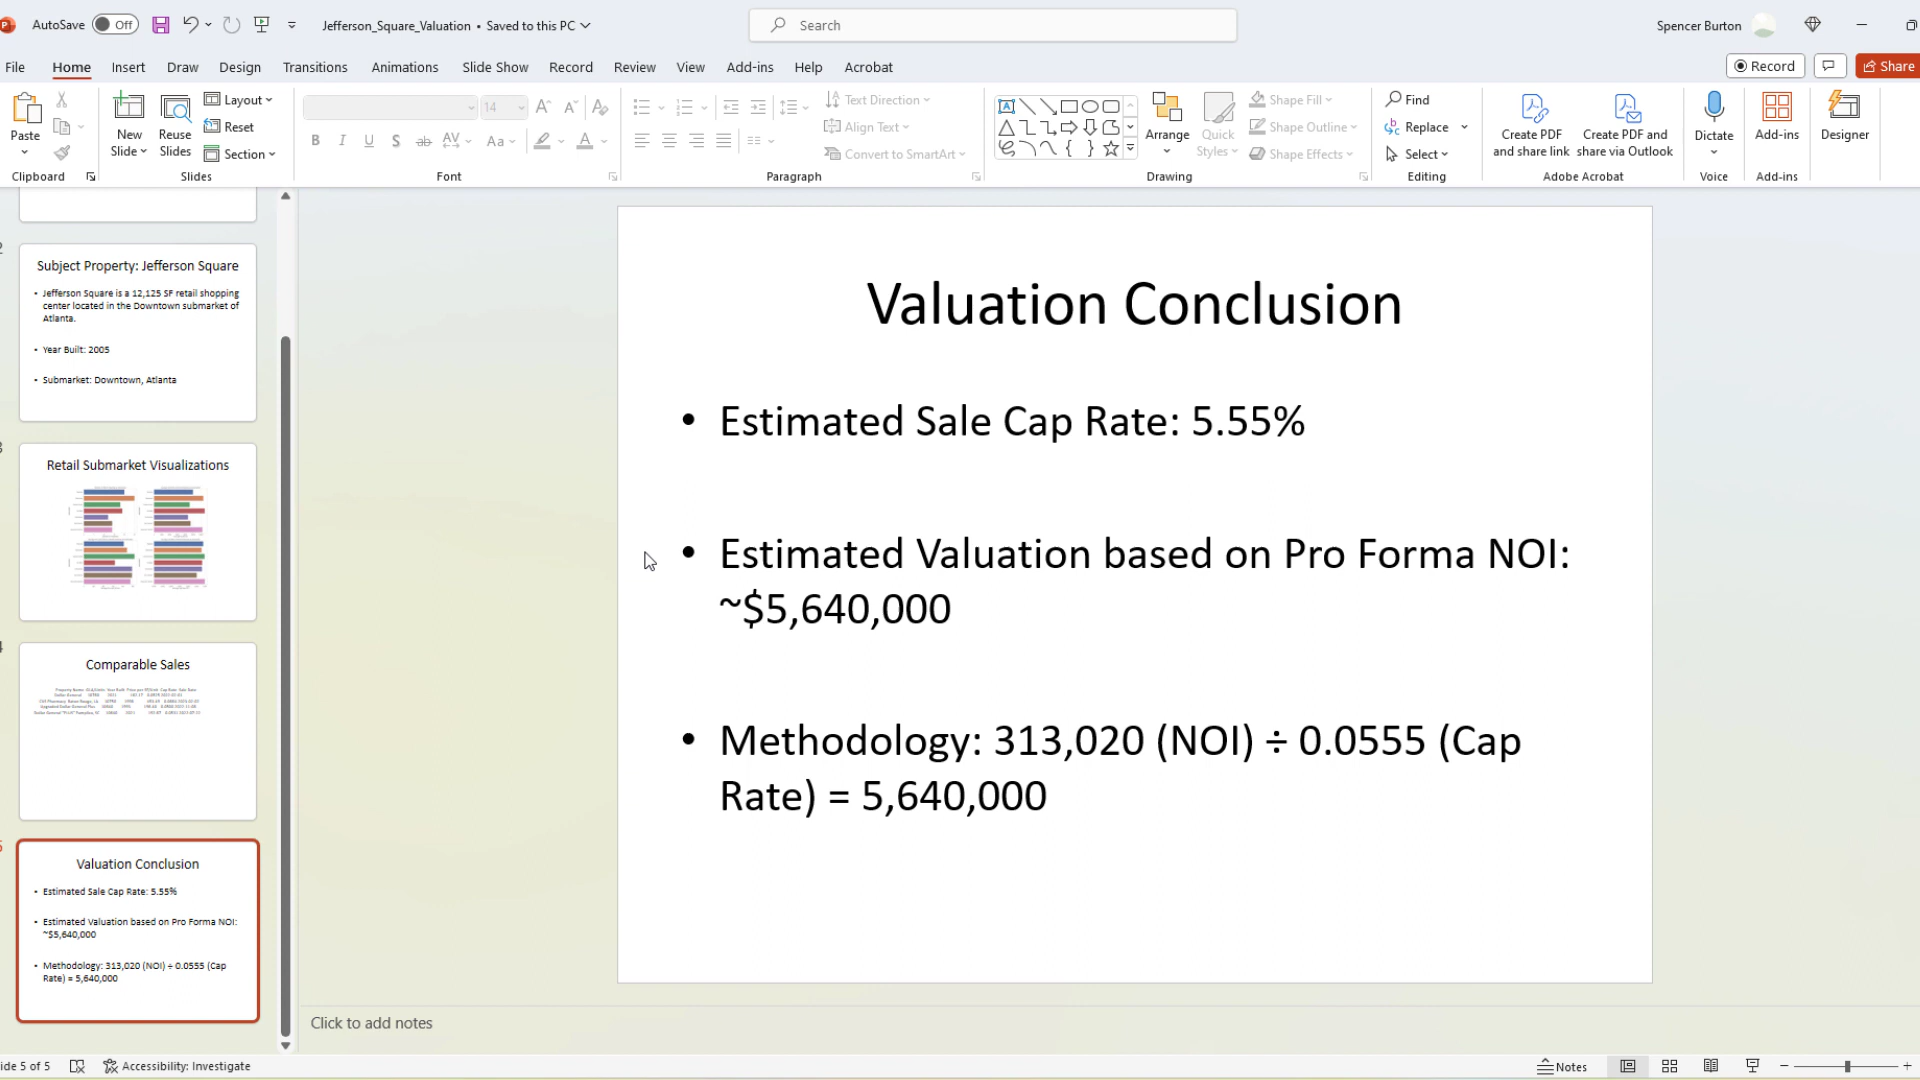 AutoSave Off Jefferson_Square_Valuation • Saved to this PC Search Spencer Burton
File Home Insert Draw Design Transitions Animations Slide Show Record Review View Add-ins Help Acrobat Record Share
Paste
New Slide
Reuse Slides
Layout
Reset
Section
14
B I U S ab AV Aa A
Text Direction
Align Text
Convert to SmartArt
Arrange
Quick Styles
Shape Fill
Shape Outline
Shape Effects
Find
Replace
Select
Create PDF and share link
Create PDF and share via Outlook
Dictate
Add-ins
Designer
Clipboard Slides Font Paragraph Drawing Editing Adobe Acrobat Voice Add-ins
Subject Property: Jefferson Square
• Jefferson Square is a 12,125 SF retail shopping
center located in the Downtown submarket of
Atlanta.
• Year Built: 2005
• Submarket: Downtown, Atlanta
Retail Submarket Visualizations
4
Comparable Sales
Valuation Conclusion
• Estimated Sale Cap Rate: 5.55%
• Estimated Valuation based on Pro Forma NOI:
~$5,640,000
• Methodology: 313,020 (NOI) ÷ 0.0555 (Cap
Rate) = 5,640,000
Valuation Conclusion
• Estimated Sale Cap Rate: 5.55%
• Estimated Valuation based on Pro Forma NOI:
~$5,640,000
• Methodology: 313,020 (NOI) ÷ 0.0555 (Cap
Rate) = 5,640,000
Click to add notes
ide 5 of 5 Accessibility: Investigate Notes